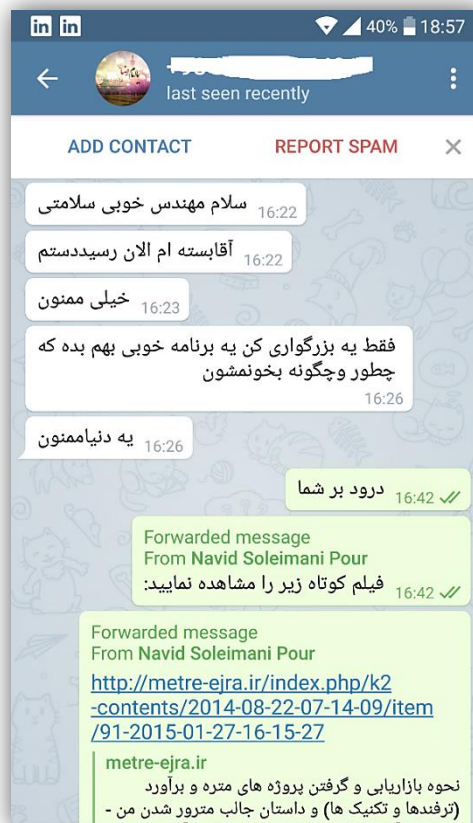 in in 40% 18:57
last seen recently
ADD CONTACT REPORT SPAM
سلام مهندس خوبی سلامتی 16:22
آقابسته ام الان رسیددستم 16:22
خیلی ممنون 16:23
فقط یه بزرگواری کن یه برنامه خوبی بهم بده که
چطور وچگونه بخونمشون
16:26
یه دنیاممنون 16:26
درود بر شما 16:42
Forwarded message
From Navid Soleimani Pour
فیلم کوتاه زیر را مشاهده نمایید: 16:42
Forwarded message
From Navid Soleimani Pour
http://metre-ejra.ir/index.php/k2
-contents/2014-08-22-07-14-09/item
/91-2015-01-27-16-15-27
metre-ejra.ir
نحوه بازاریابی و گرفتن پروژه های متره و برآورد
(ترفندها و تکنیک ها) و داستان جالب مترور شدن من -